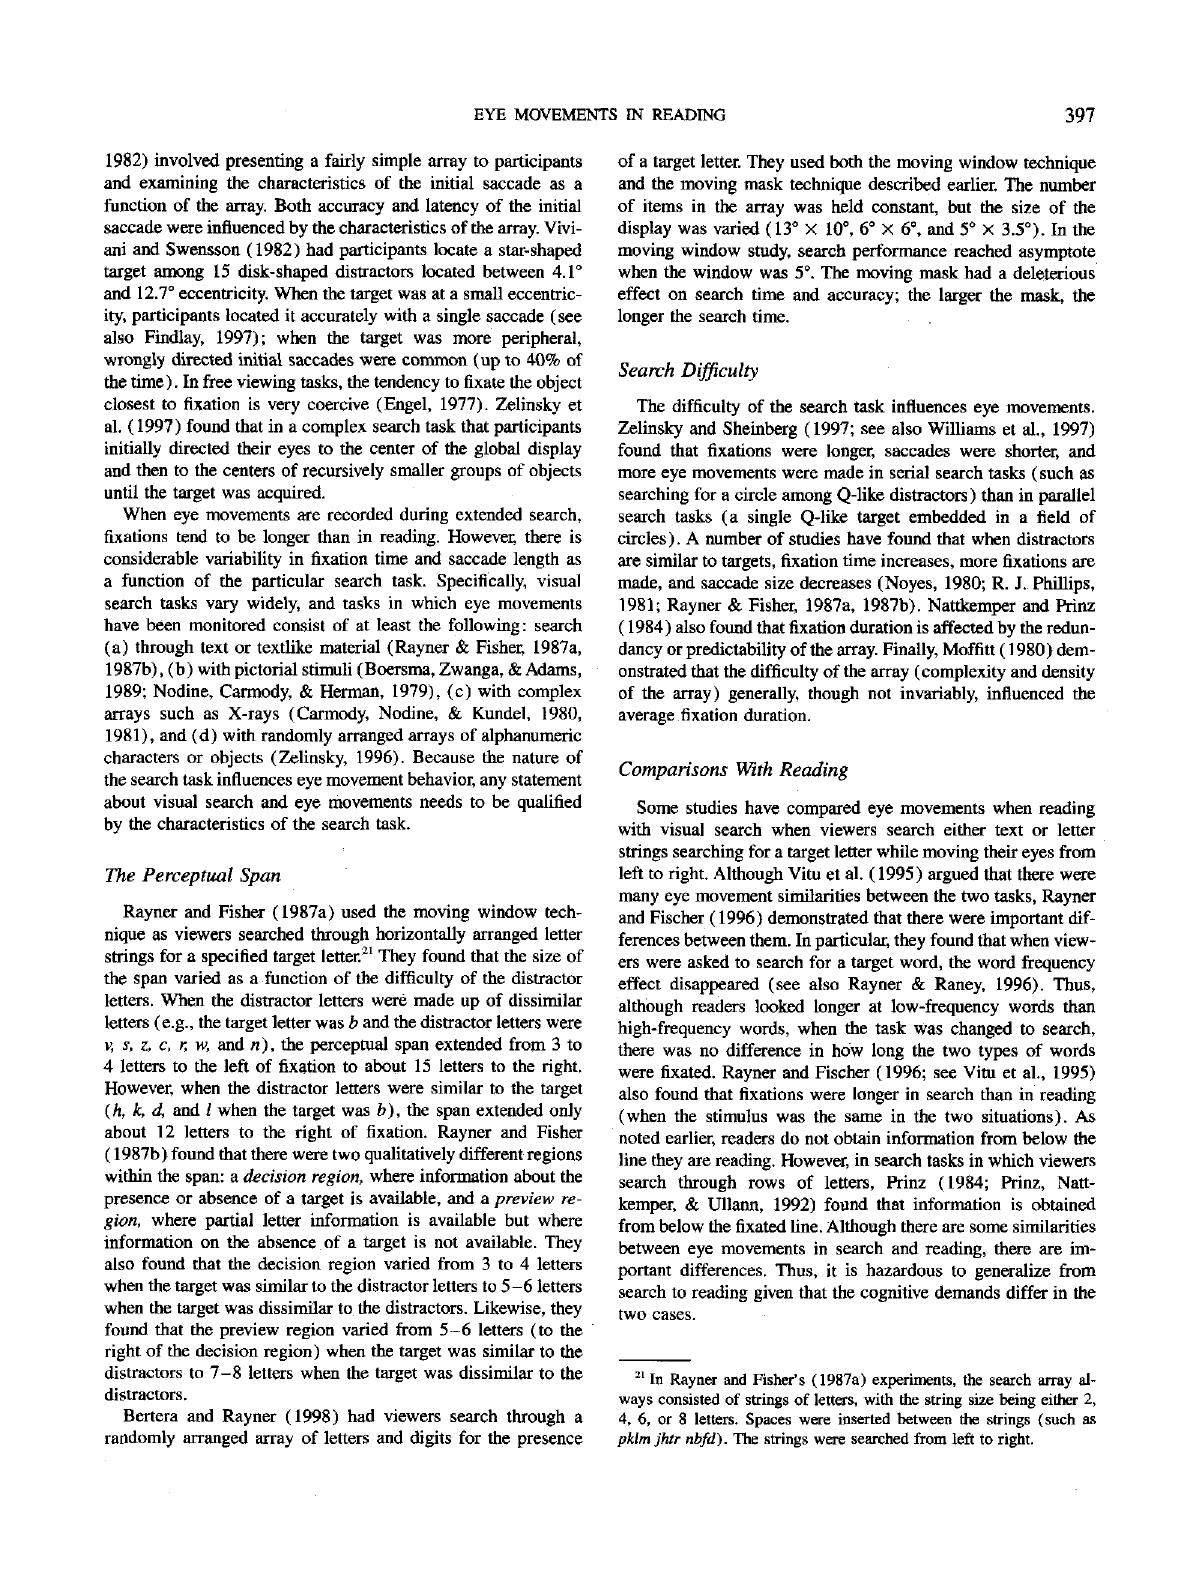 EYE MOVEMENTS IN READING 397
1982) involved presenting a fairly simple array to participants
and examining the characteristics of the initial saccade as a
function of the array. Both accuracy and latency of the initial
saccade were influenced by the characteristics of the array. Vivi-
ani and Swensson (1982) had participants locate a star-shaped
target among 15 disk-shaped distractors located between 4.1°
and 12.7° eccentricity. When the target was at a small eccentric-
ity, participants located it accurately with a single saccade (see
also Findlay, 1997); when the target was more peripheral,
wrongly directed initial saccades were common (up to 40% of
the time). In free viewing tasks, the tendency to fixate the object
closest to fixation is very coercive (Engel, 1977). Zelinsky et
al. (1997) found that in a complex search task that participants
initially directed their eyes to the center of the global display
and then to the centers of recursively smaller groups of objects
until the target was acquired.
When eye movements are recorded during extended search,
fixations tend to be longer than in reading. However, there is
considerable variability in fixation time and saccade length as
a function of the particular search task. Specifically, visual
search tasks vary widely, and tasks in which eye movements
have been monitored consist of at least the following: search
(a) through text or textlike material (Rayner & Fisher, 1987a,
1987b), (b) with pictorial stimuli (Boersma, Zwanga, & Adams,
1989; Nodine, Carmody, & Herman, 1979), (c) with complex
arrays such as X-rays (Carmody, Nodine, & Kundel, 1980,
1981), and (d) with randomly arranged arrays of alphanumeric
characters or objects (Zelinsky, 1996). Because the nature of
the search task influences eye movement behavior, any statement
about visual search and eye movements needs to be qualified
by the characteristics of the search task.
The Perceptual Span
Rayner and Fisher (1987a) used the moving window tech-
nique as viewers searched through horizontally arranged letter
strings for a specified target letter.²¹ They found that the size of
the span varied as a function of the difficulty of the distractor
letters. When the distractor letters were made up of dissimilar
letters (e.g., the target letter was b and the distractor letters were
v, s, z, c, r, w, and n), the perceptual span extended from 3 to
4 letters to the left of fixation to about 15 letters to the right.
However, when the distractor letters were similar to the target
(h, k, d, and l when the target was b), the span extended only
about 12 letters to the right of fixation. Rayner and Fisher
(1987b) found that there were two qualitatively different regions
within the span: a decision region, where information about the
presence or absence of a target is available, and a preview re-
gion, where partial letter information is available but where
information on the absence of a target is not available. They
also found that the decision region varied from 3 to 4 letters
when the target was similar to the distractor letters to 5–6 letters
when the target was dissimilar to the distractors. Likewise, they
found that the preview region varied from 5–6 letters (to the
right of the decision region) when the target was similar to the
distractors to 7–8 letters when the target was dissimilar to the
distractors.
Bertera and Rayner (1998) had viewers search through a
randomly arranged array of letters and digits for the presence
of a target letter. They used both the moving window technique
and the moving mask technique described earlier. The number
of items in the array was held constant, but the size of the
display was varied (13° × 10°, 6° × 6°, and 5° × 3.5°). In the
moving window study, search performance reached asymptote
when the window was 5°. The moving mask had a deleterious
effect on search time and accuracy; the larger the mask, the
longer the search time.
Search Difficulty
The difficulty of the search task influences eye movements.
Zelinsky and Sheinberg (1997; see also Williams et al., 1997)
found that fixations were longer, saccades were shorter, and
more eye movements were made in serial search tasks (such as
searching for a circle among Q-like distractors) than in parallel
search tasks (a single Q-like target embedded in a field of
circles). A number of studies have found that when distractors
are similar to targets, fixation time increases, more fixations are
made, and saccade size decreases (Noyes, 1980; R. J. Phillips,
1981; Rayner & Fisher, 1987a, 1987b). Nattkemper and Prinz
(1984) also found that fixation duration is affected by the redun-
dancy or predictability of the array. Finally, Moffitt (1980) dem-
onstrated that the difficulty of the array (complexity and density
of the array) generally, though not invariably, influenced the
average fixation duration.
Comparisons With Reading
Some studies have compared eye movements when reading
with visual search when viewers search either text or letter
strings searching for a target letter while moving their eyes from
left to right. Although Vitu et al. (1995) argued that there were
many eye movement similarities between the two tasks, Rayner
and Fischer (1996) demonstrated that there were important dif-
ferences between them. In particular, they found that when view-
ers were asked to search for a target word, the word frequency
effect disappeared (see also Rayner & Raney, 1996). Thus,
although readers looked longer at low-frequency words than
high-frequency words, when the task was changed to search,
there was no difference in how long the two types of words
were fixated. Rayner and Fischer (1996; see Vitu et al., 1995)
also found that fixations were longer in search than in reading
(when the stimulus was the same in the two situations). As
noted earlier, readers do not obtain information from below the
line they are reading. However, in search tasks in which viewers
search through rows of letters, Prinz (1984; Prinz, Natt-
kemper, & Ullann, 1992) found that information is obtained
from below the fixated line. Although there are some similarities
between eye movements in search and reading, there are im-
portant differences. Thus, it is hazardous to generalize from
search to reading given that the cognitive demands differ in the
two cases.
²¹ In Rayner and Fisher's (1987a) experiments, the search array al-
ways consisted of strings of letters, with the string size being either 2,
4, 6, or 8 letters. Spaces were inserted between the strings (such as
pklm jhtr nbfd). The strings were searched from left to right.